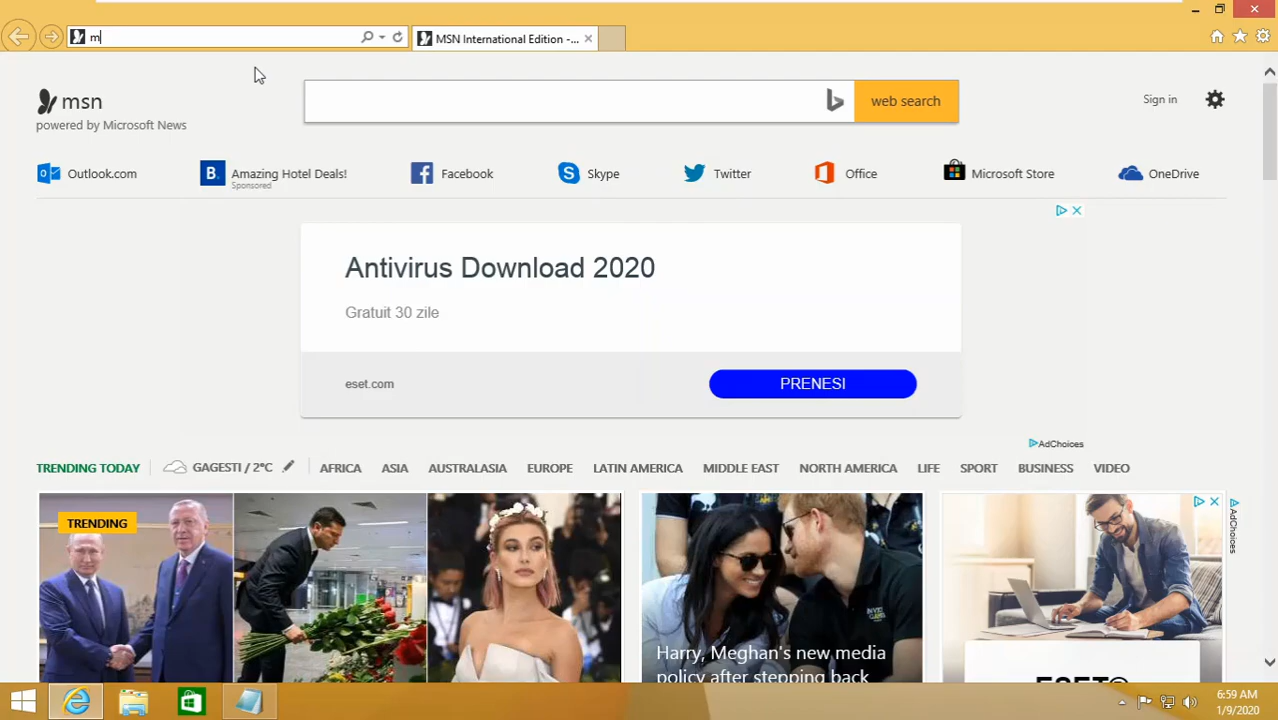 m
MSN International Edition -...
msn
powered by Microsoft News
web search
Sign in
Outlook.com
Amazing Hotel Deals!
Sponsored
Facebook
Skype
Twitter
Office
Microsoft Store
OneDrive
Antivirus Download 2020
Gratuit 30 zile
eset.com
PRENESI
AdChoices
TRENDING TODAY
GAGESTI / 2°C
AFRICA
ASIA
AUSTRALASIA
EUROPE
LATIN AMERICA
MIDDLE EAST
NORTH AMERICA
LIFE
SPORT
BUSINESS
VIDEO
TRENDING
Harry, Meghan's new media
policy after stepping back
AdChoices
ESET®
6:59 AM
1/9/2020